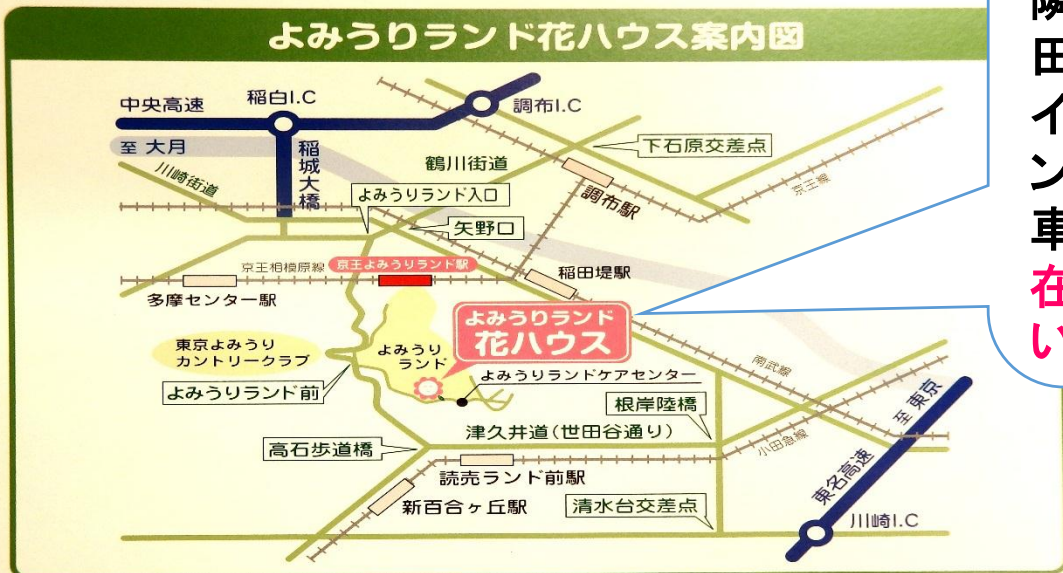 よみうりランド花ハウス案内図
中央高速
稲白I.C
調布I.C
至 大月
稲城大橋
鶴川街道
下石原交差点
川崎街道
よみうりランド入口
調布駅
京王線
矢野口
京王相模原線
京王よみうりランド駅
稲田堤駅
多摩センター駅
よみうりランド
花ハウス
東京よみうり
カントリークラブ
よみうり
ランド
南武線
よみうりランドケアセンター
よみうりランド前
根岸陸橋
至 東京
津久井道(世田谷通り)
高石歩道橋
小田急線
読売ランド前駅
東名高速
新百合ヶ丘駅
清水台交差点
川崎I.C
隣
田
イ
ン
車
在
い